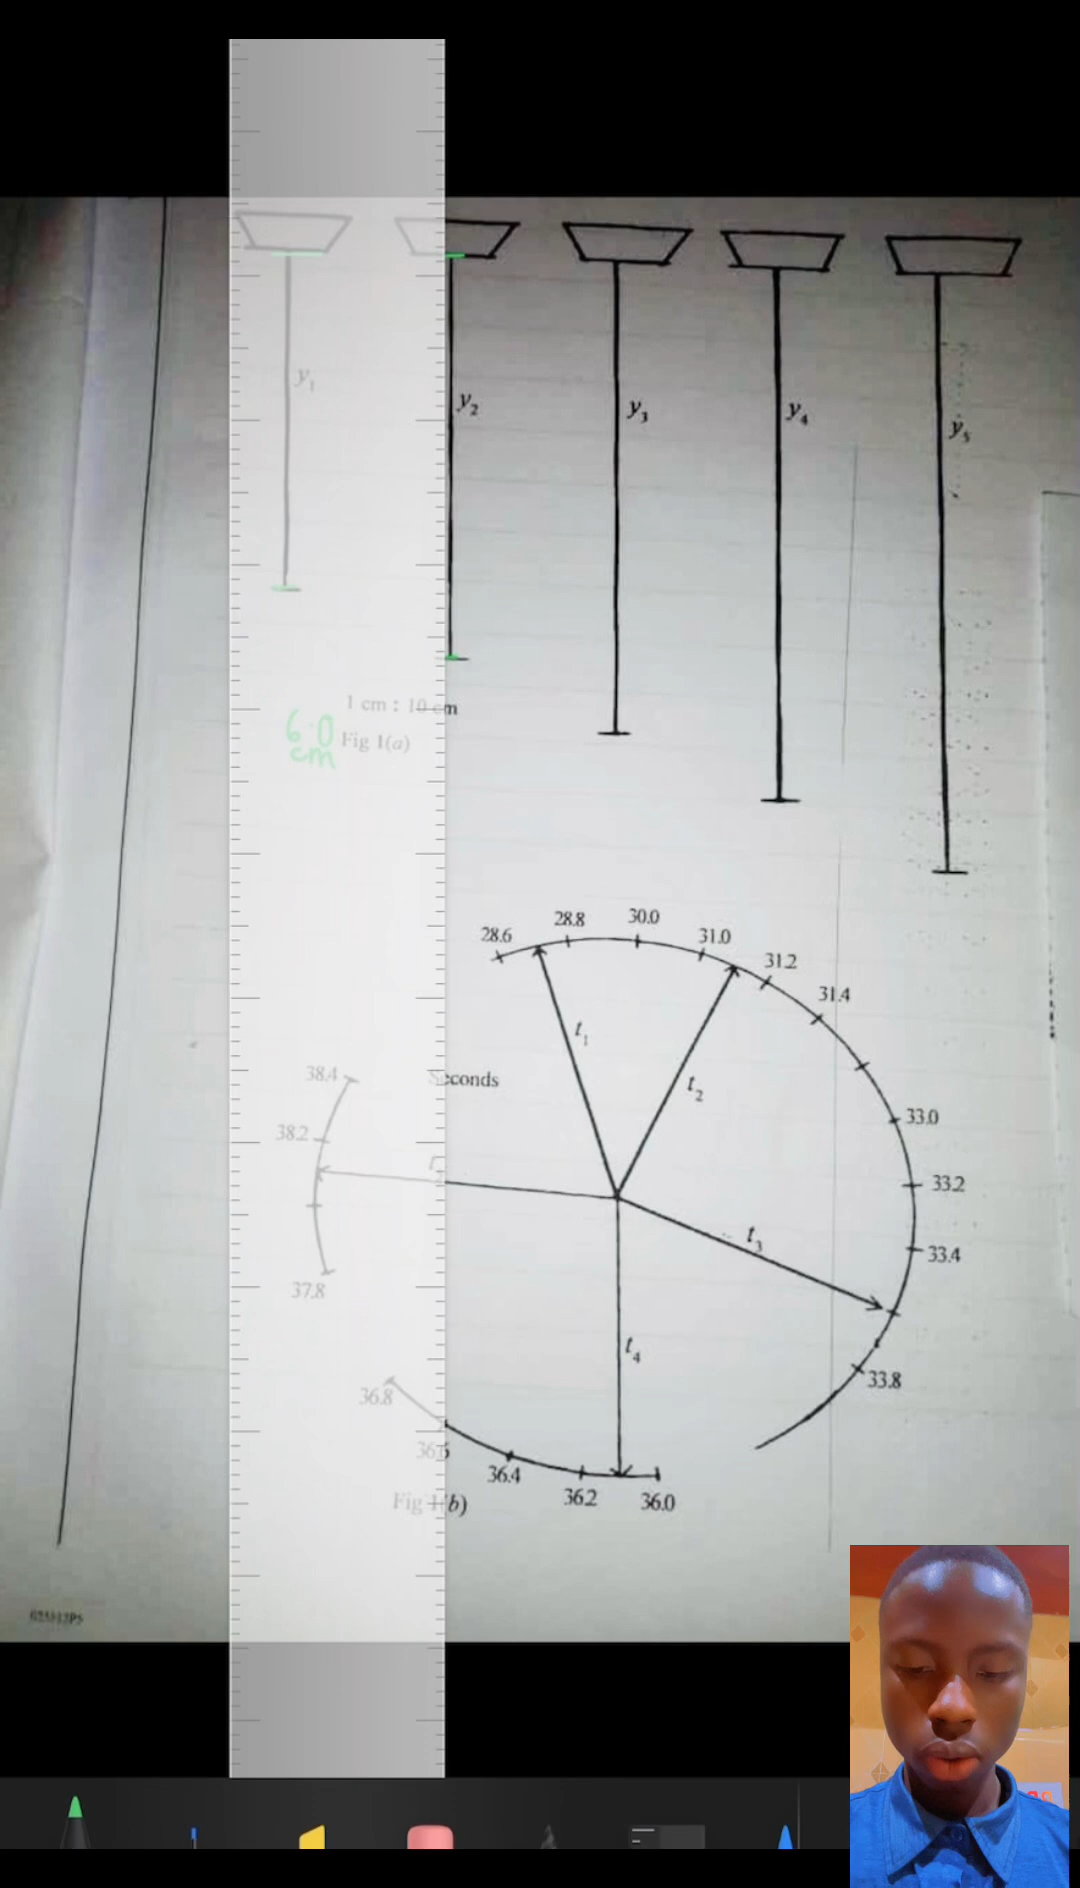 y₁
y₂
y₃
y₄
y₅
1 cm : 10 cm
6.0
cm
Fig 1(a)
28.6
28.8
30.0
31.0
31.2
31.4
33.0
33.2
33.4
33.8
36.0
36.2
36.4
36.6
36.8
37.8
38.2
38.4
Seconds
t₁
t₂
t₃
t₄
Fig 1(b)